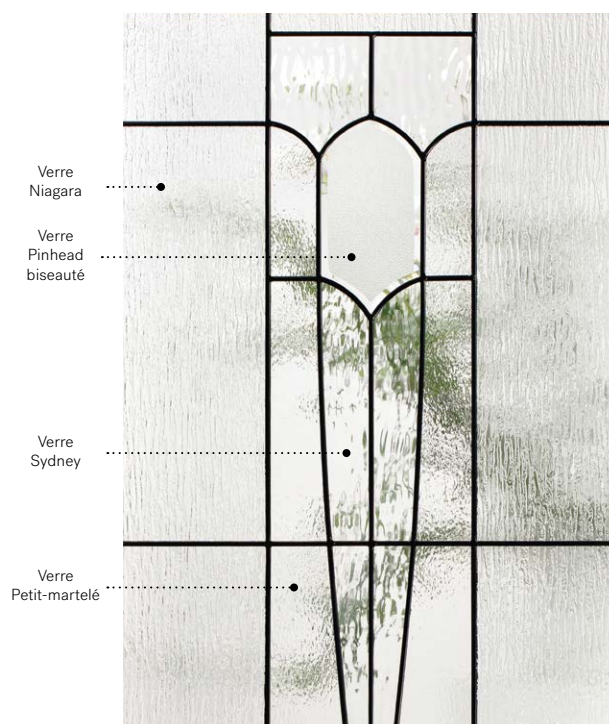 Verre
Niagara
Verre
Pinhead
biseauté
Verre
Sydney
Verre
Petit-martelé